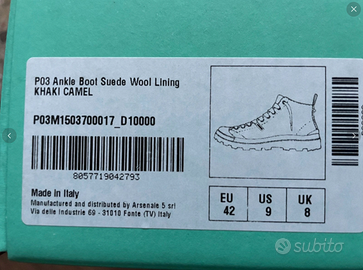 P03 Ankle Boot Suede Wool Lining
KHAKI CAMEL
P03M1503700017_D10000
8057719042793
Made in Italy
Manufactured and distributed by Arsenale 5 srl
Via delle Industrie 69 - 31010 Fonte (TV) Italy
EU US UK
42 9 8
subito